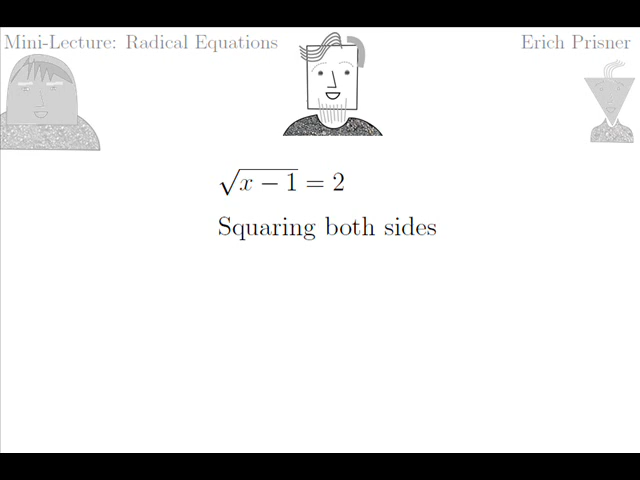 Mini-Lecture: Radical Equations Erich Prisner
√x − 1 = 2
Squaring both sides